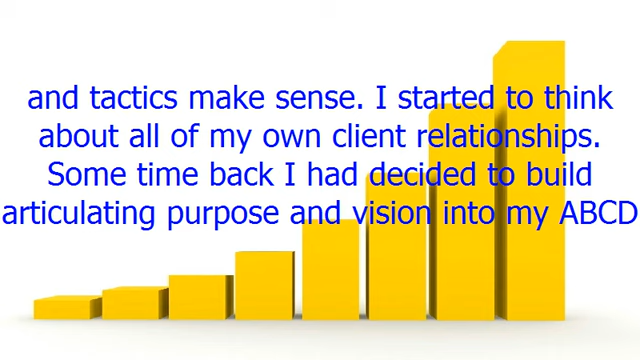 and tactics make sense. I started to think
about all of my own client relationships.
Some time back I had decided to build
articulating purpose and vision into my ABCD